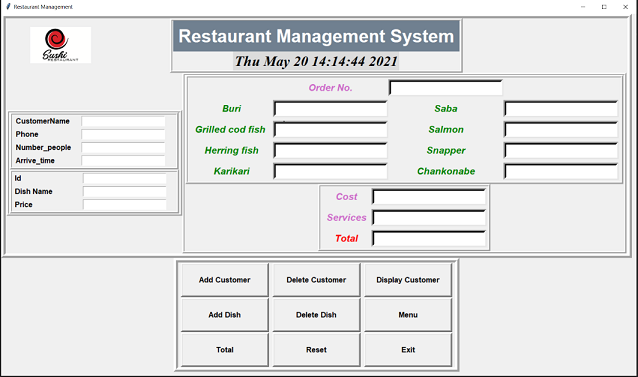 Restaurant Management
Sushi
RESTAURANT
Restaurant Management System
Thu May 20 14:14:44 2021
CustomerName
Phone
Number_people
Arrive_time
Id
Dish Name
Price
Order No.
Buri
Saba
Grilled cod fish
Salmon
Herring fish
Snapper
Karikari
Chankonabe
Cost
Services
Total
Add Customer
Delete Customer
Display Customer
Add Dish
Delete Dish
Menu
Total
Reset
Exit